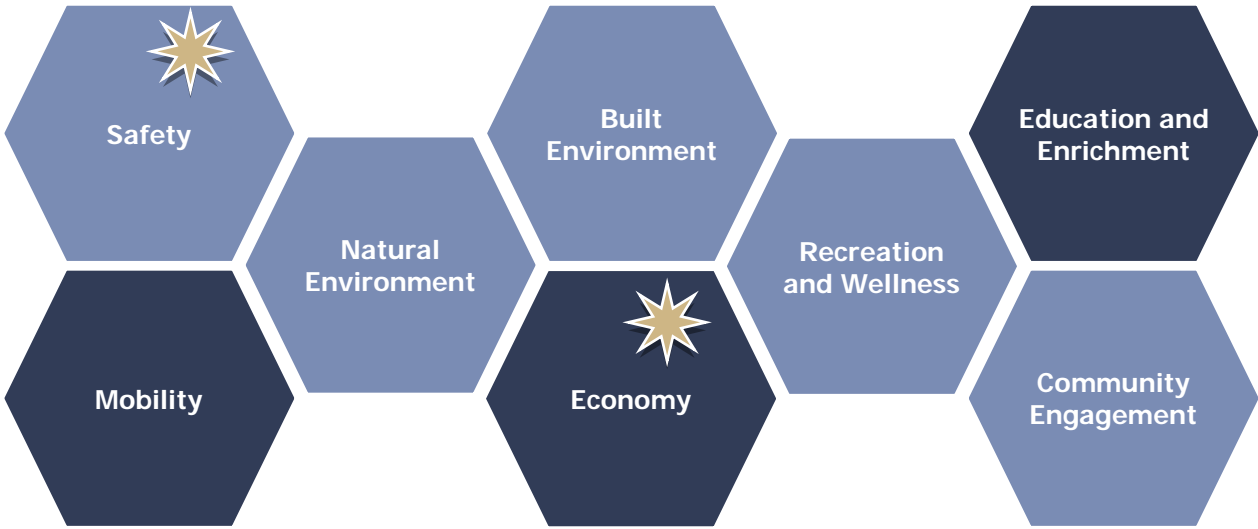 Safety
Built
Environment
Education and
Enrichment
Natural
Environment
Recreation
and Wellness
Mobility
Economy
Community
Engagement